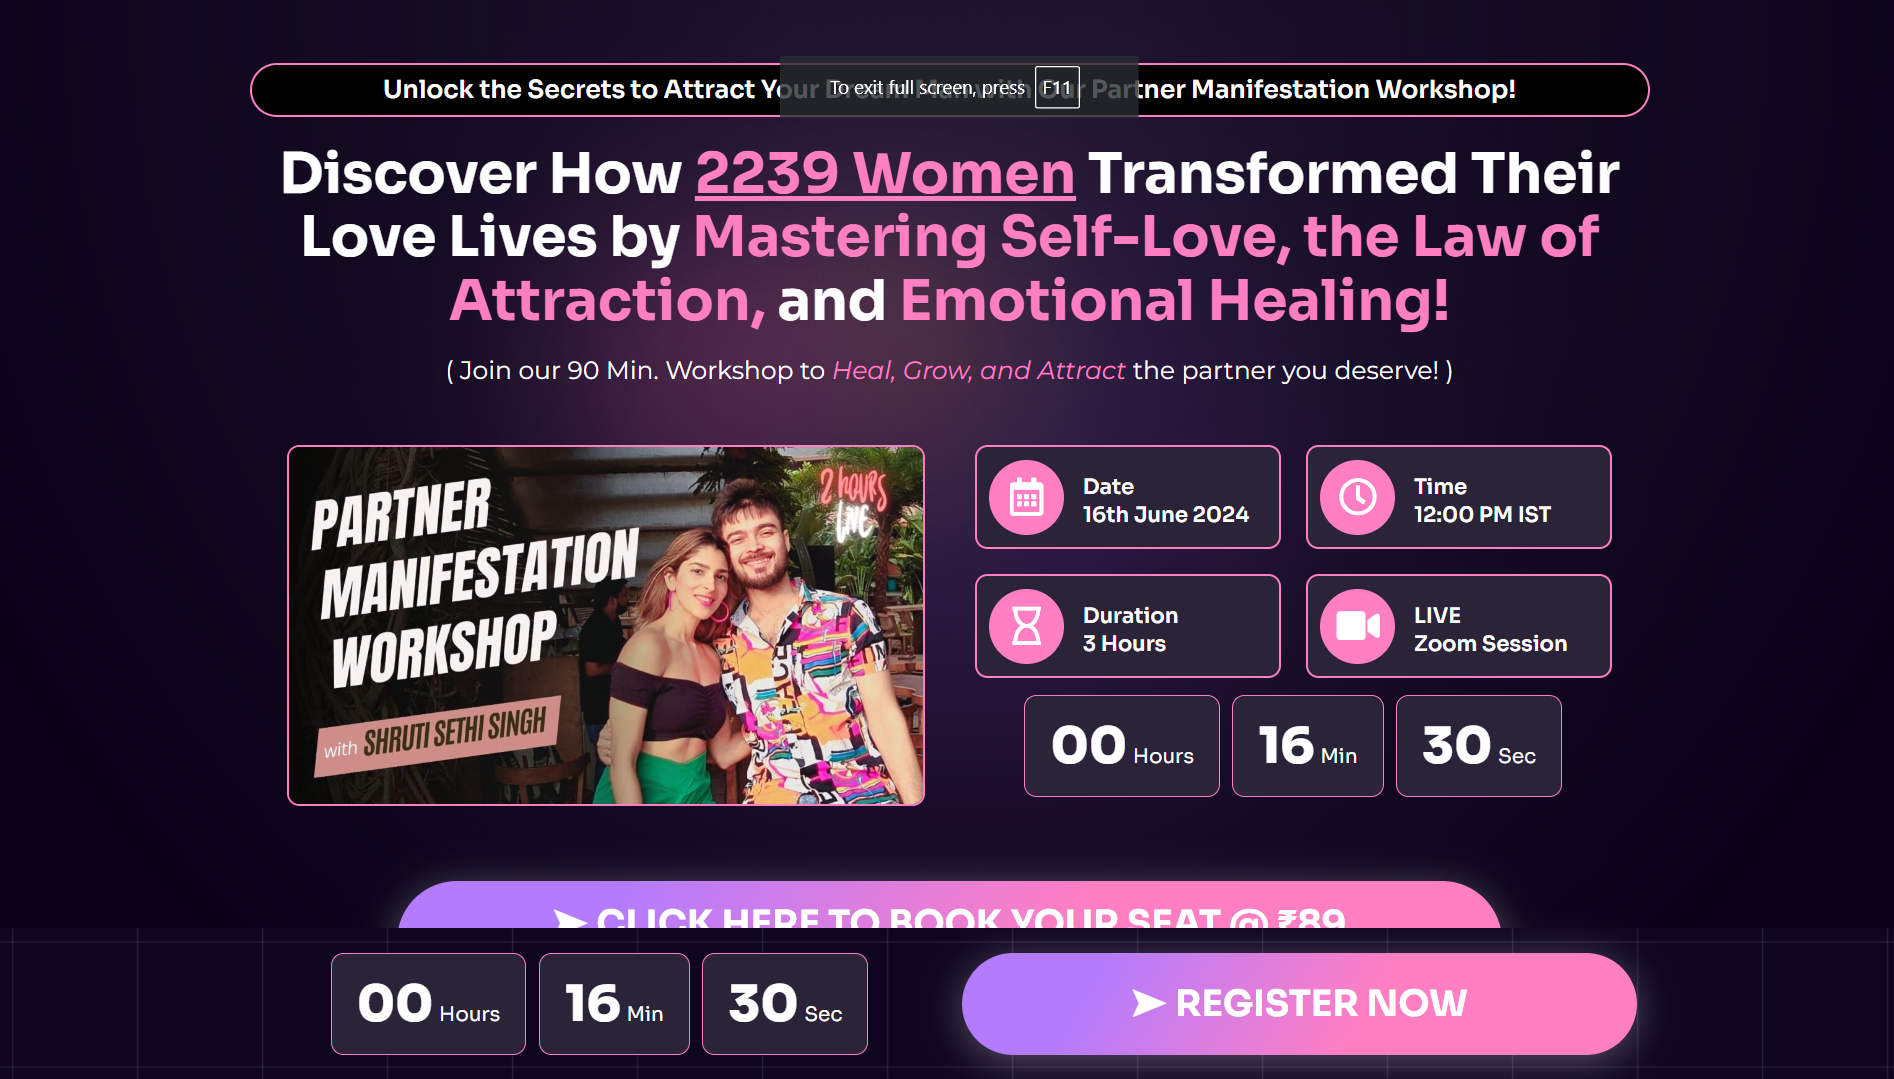 Unlock the Secrets to Attract Your Dream Man with Our Partner Manifestation Workshop!
To exit full screen, press F11
Discover How 2239 Women Transformed Their
Love Lives by Mastering Self-Love, the Law of
Attraction, and Emotional Healing!
( Join our 90 Min. Workshop to Heal, Grow, and Attract the partner you deserve! )
PARTNER
MANIFESTATION
WORKSHOP
with SHRUTI SETHI SINGH
2 hours
LIVE
Date
16th June 2024
Time
12:00 PM IST
Duration
3 Hours
LIVE
Zoom Session
00 Hours 16 Min 30 Sec
➤ CLICK HERE TO BOOK YOUR SEAT @ ₹89
00 Hours 16 Min 30 Sec
➤ REGISTER NOW